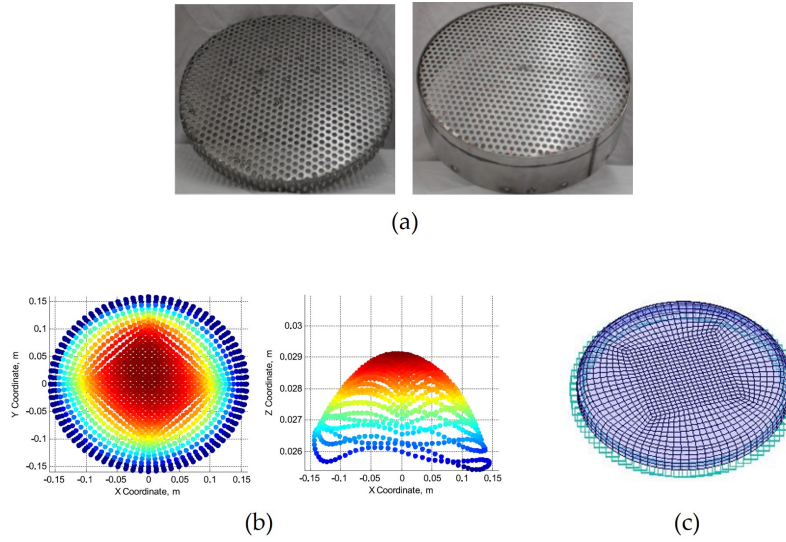 (a)
0.15
0.1
0.05
0
-0.05
-0.1
-0.15
Y Coordinate, m
-0.15 -0.1 -0.05 0 0.05 0.1 0.15
X Coordinate, m
0.03
0.029
0.028
0.027
0.026
Z Coordinate, m
-0.15 -0.1 -0.05 0 0.05 0.1 0.15
X Coordinate, m
(b)
(c)